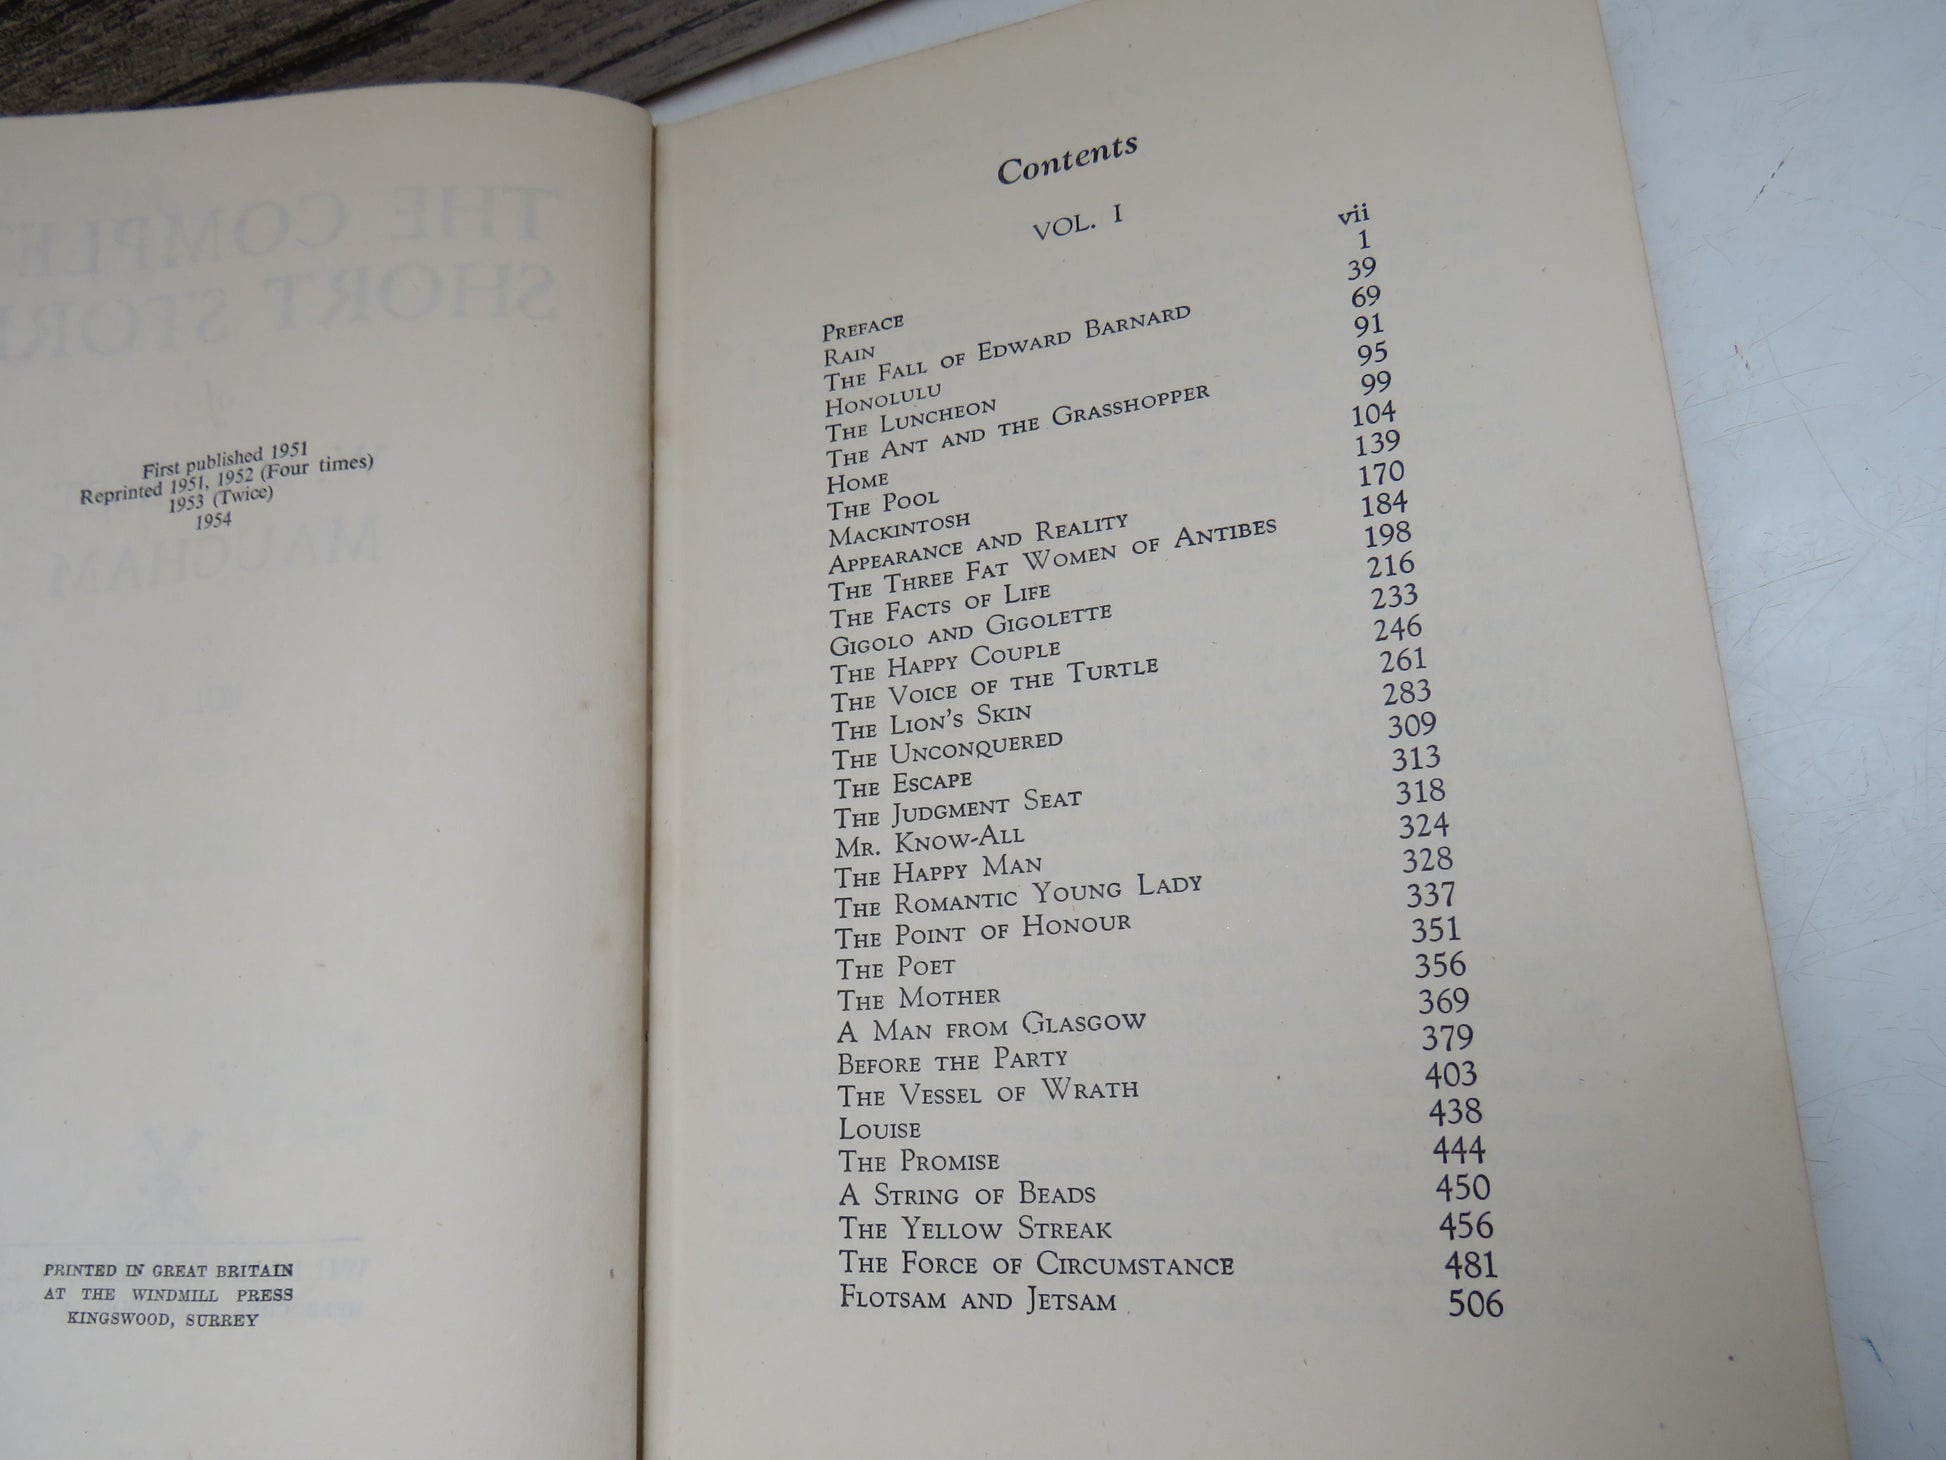 First published 1951
Reprinted 1951, 1952 (Four times)
1953 (Twice)
1954
PRINTED IN GREAT BRITAIN
AT THE WINDMILL PRESS
KINGSWOOD, SURREY
Contents
VOL. I
PREFACE vii
RAIN 1
THE FALL OF EDWARD BARNARD 39
HONOLULU 69
THE LUNCHEON 91
THE ANT AND THE GRASSHOPPER 95
HOME 99
THE POOL 104
MACKINTOSH 139
APPEARANCE AND REALITY 170
THE THREE FAT WOMEN OF ANTIBES 184
THE FACTS OF LIFE 198
GIGOLO AND GIGOLETTE 216
THE HAPPY COUPLE 233
THE VOICE OF THE TURTLE 246
THE LION'S SKIN 261
THE UNCONQUERED 283
THE ESCAPE 309
THE JUDGMENT SEAT 313
MR. KNOW-ALL 318
THE HAPPY MAN 324
THE ROMANTIC YOUNG LADY 328
THE POINT OF HONOUR 337
THE POET 351
THE MOTHER 356
A MAN FROM GLASGOW 369
BEFORE THE PARTY 379
THE VESSEL OF WRATH 403
LOUISE 438
THE PROMISE 444
A STRING OF BEADS 450
THE YELLOW STREAK 456
THE FORCE OF CIRCUMSTANCE 481
FLOTSAM AND JETSAM 506